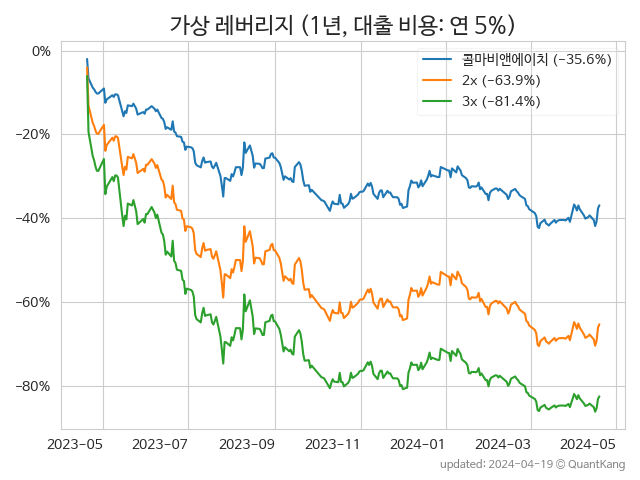 가상 레버리지 (1년, 대출 비용: 연 5%)
콜마비앤에이치 (−35.6%)
2x (−63.9%)
3x (−81.4%)
0%
−20%
−40%
−60%
−80%
2023−05 2023−07 2023−09 2023−11 2024−01 2024−03 2024−05
updated: 2024−04−19 © QuantKang